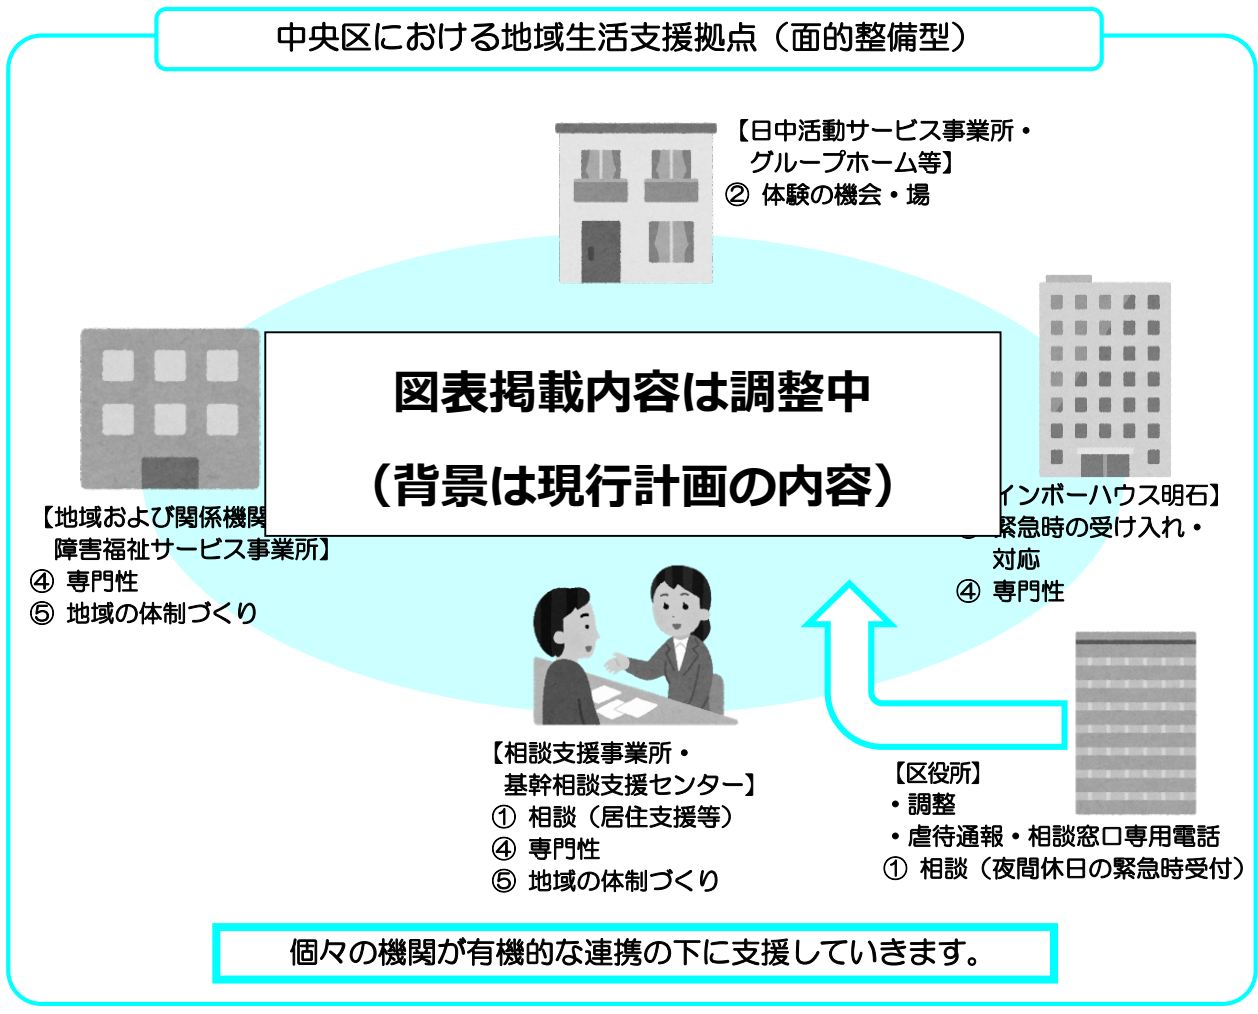 中央区における地域生活支援拠点（面的整備型）
【日中活動サービス事業所・
グループホーム等】
② 体験の機会・場
図表掲載内容は調整中
（背景は現行計画の内容）
【地域および関係機関
障害福祉サービス事業所】
④ 専門性
⑤ 地域の体制づくり
インボーハウス明石】
緊急時の受け入れ・
対応
④ 専門性
【相談支援事業所・
基幹相談支援センター】
① 相談（居住支援等）
④ 専門性
⑤ 地域の体制づくり
【区役所】
・調整
・虐待通報・相談窓口専用電話
① 相談（夜間休日の緊急時受付）
個々の機関が有機的な連携の下に支援していきます。